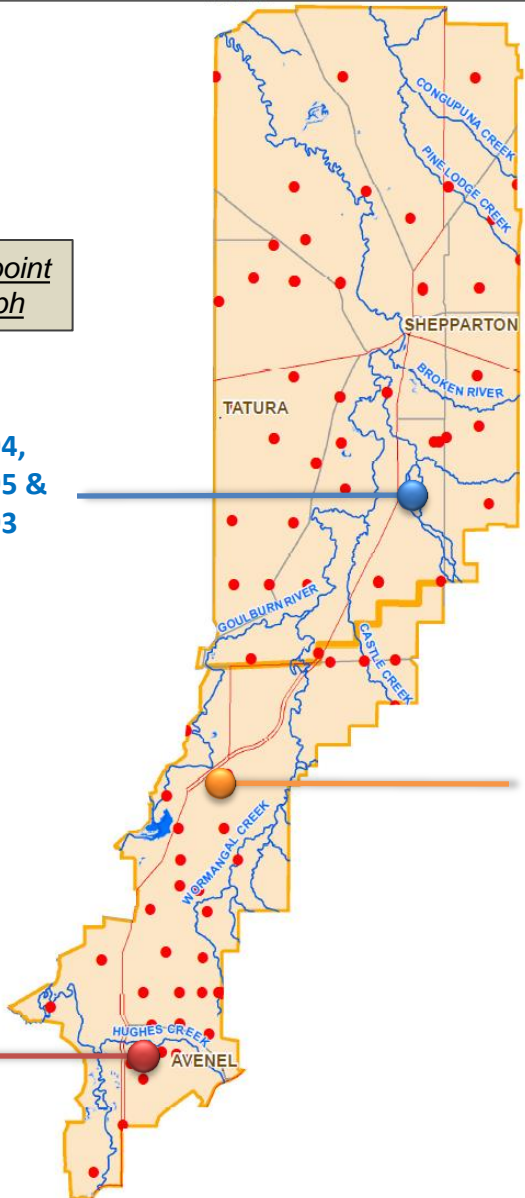 CONGUPUNA CREEK
PINE LODGE CREEK
point
ph
SHEPPARTON
BROKEN RIVER
TATURA
4,
5 &
3
GOULBURN RIVER
CASTLE CREEK
WORMANGAL CREEK
HUGHES CREEK
AVENEL